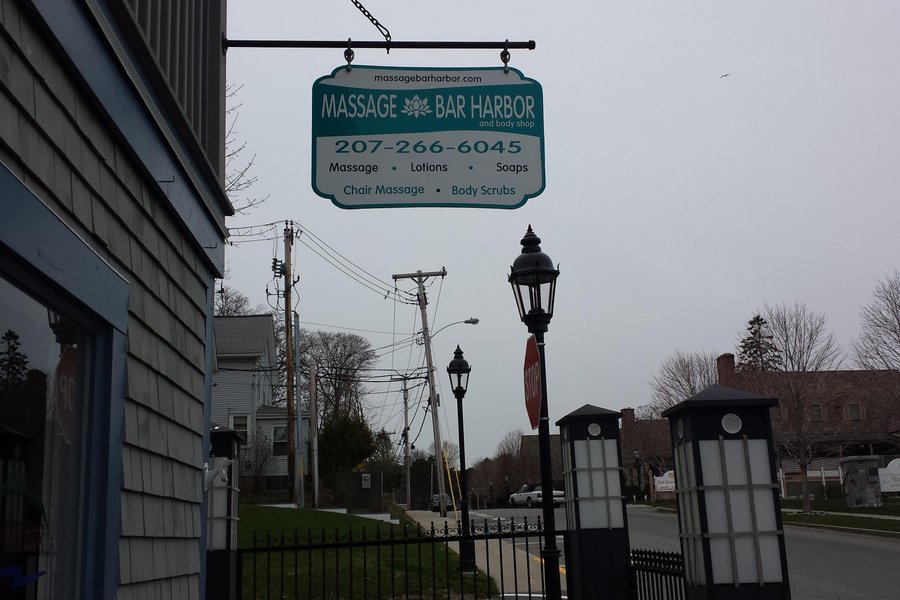 massagebarharbor.com
MASSAGE BAR HARBOR
and body shop
207-266-6045
Massage • Lotions • Soaps
Chair Massage • Body Scrubs
STOP